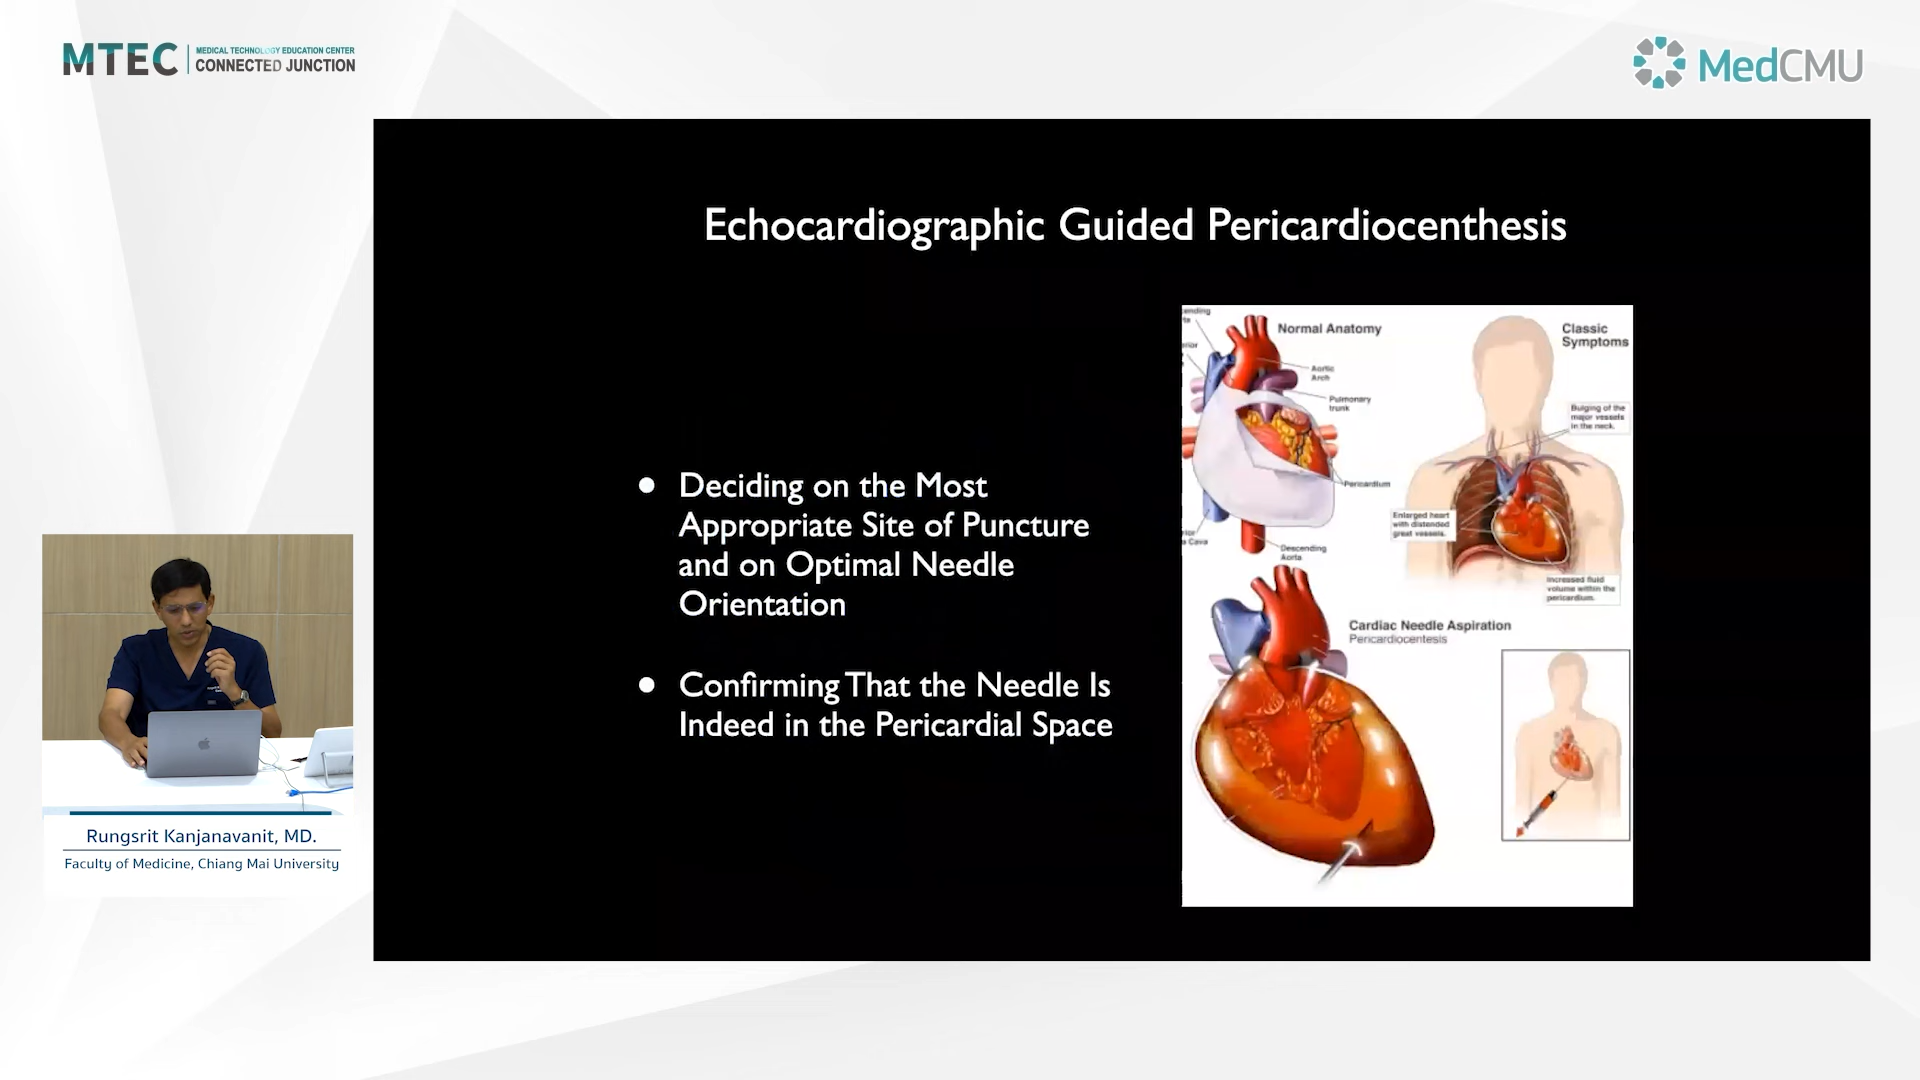 MTEC
MEDICAL TECHNOLOGY EDUCATION CENTER
CONNECTED JUNCTION
MedCMU
Echocardiographic Guided Pericardiocenthesis
Deciding on the Most
Appropriate Site of Puncture
and on Optimal Needle
Orientation
Confirming That the Needle Is
Indeed in the Pericardial Space
Normal Anatomy
Aortic
Arch
Pulmonary
trunk
Pericardium
Cava
Descending
Aorta
Classic
Symptoms
Bulging of the
major vessels
in the neck.
Enlarged heart
with distended
great vessels.
Increased fluid
volume within the
pericardium.
Cardiac Needle Aspiration
Pericardiocentesis
Rungsrit Kanjanavanit, MD.
Faculty of Medicine, Chiang Mai University